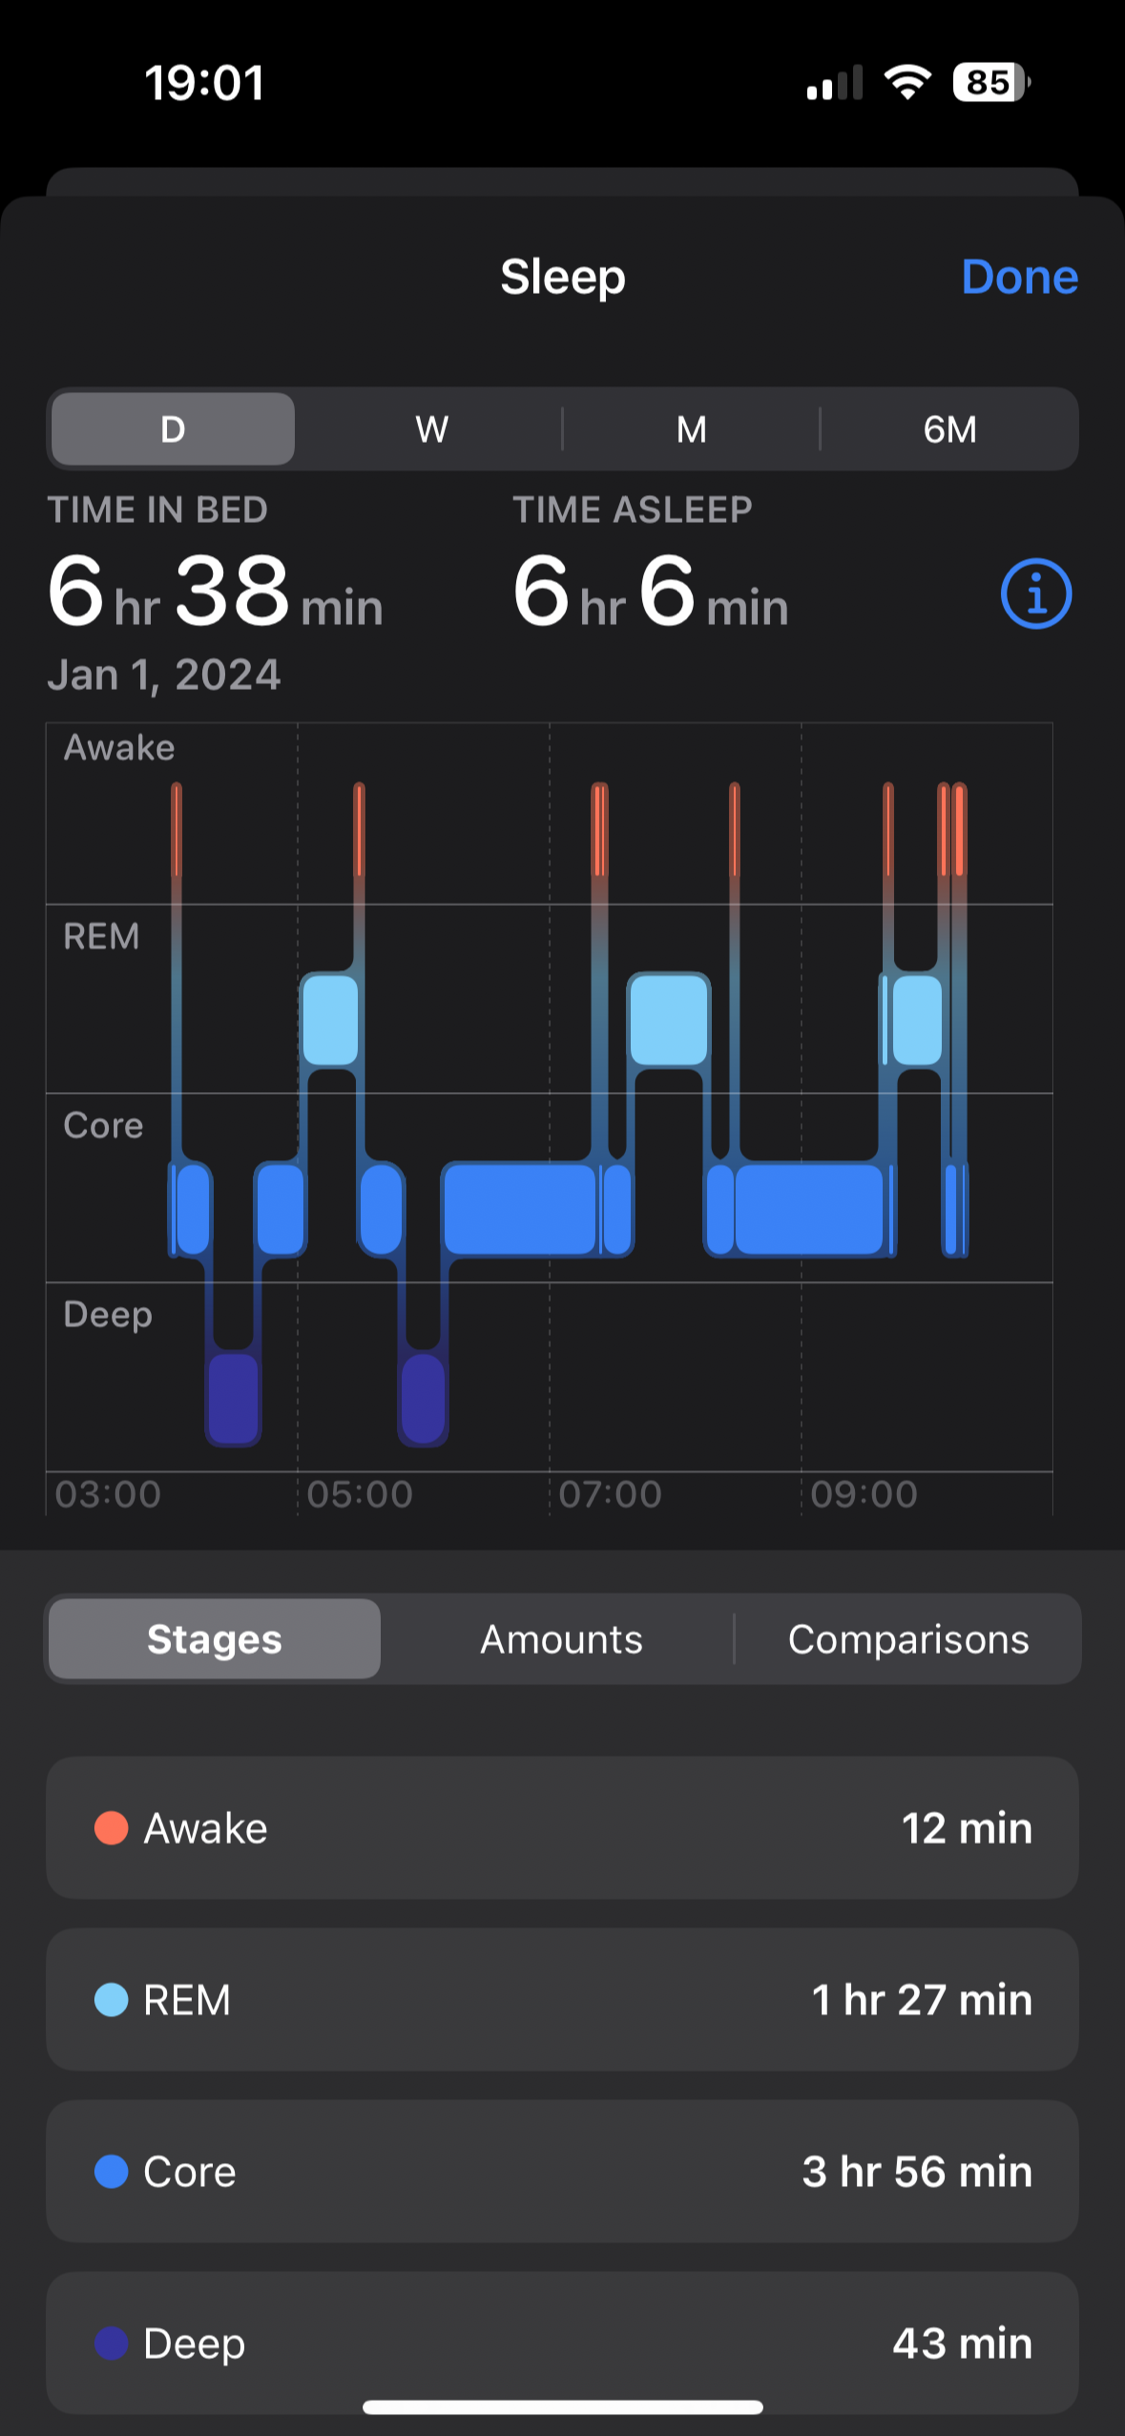 19:01
85
Sleep
Done
D W M 6M
TIME IN BED TIME ASLEEP
6 hr 38 min 6 hr 6 min
Jan 1, 2024
Awake
REM
Core
Deep
03:00 05:00 07:00 09:00
Stages Amounts Comparisons
Awake 12 min
REM 1 hr 27 min
Core 3 hr 56 min
Deep 43 min